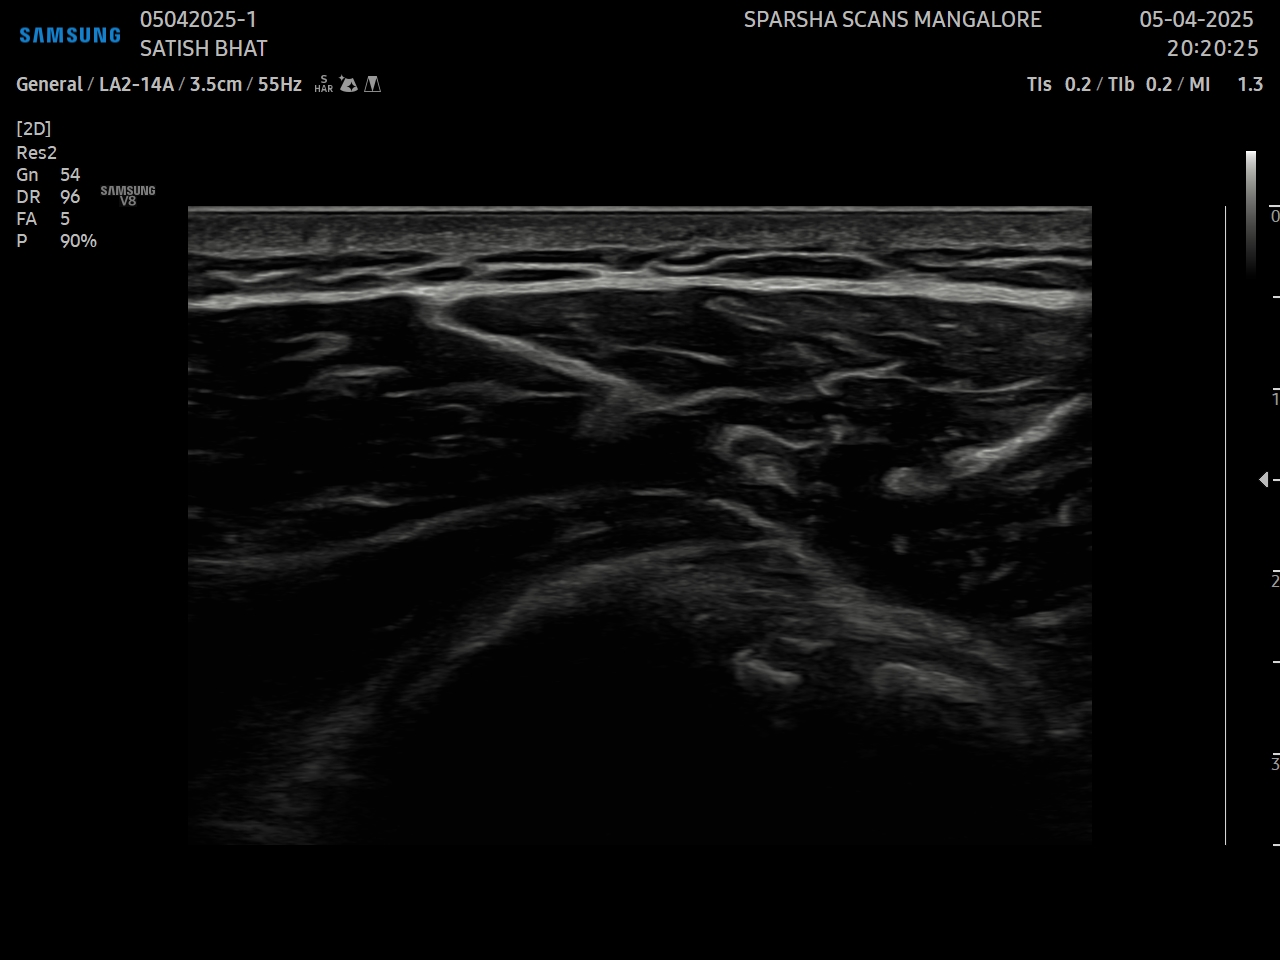 SAMSUNG
05042025-1
SATISH BHAT
SPARSHA SCANS MANGALORE
05-04-2025
20:20:25
General / LA2-14A / 3.5cm / 55Hz
S HAR
TIs 0.2 / TIb 0.2 / MI 1.3
[2D]
Res2
Gn 54
DR 96
FA 5
P 90%
SAMSUNG
V8
0
1
2
3